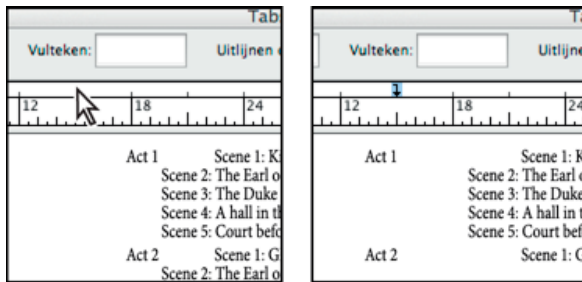 Tab
Vulteken: Uitlijnen
12 18 24
Act 1 Scene 1: K
Scene 2: The Earl o
Scene 3: The Duke
Scene 4: A hall in th
Scene 5: Court befo
Act 2 Scene 1: G
Scene 2: The Earl o
Ta
Vulteken: Uitlijne
12 18 24
Act 1 Scene 1: K
Scene 2: The Earl
Scene 3: The Duke
Scene 4: A hall in t
Scene 5: Court bef
Act 2 Scene 1: G